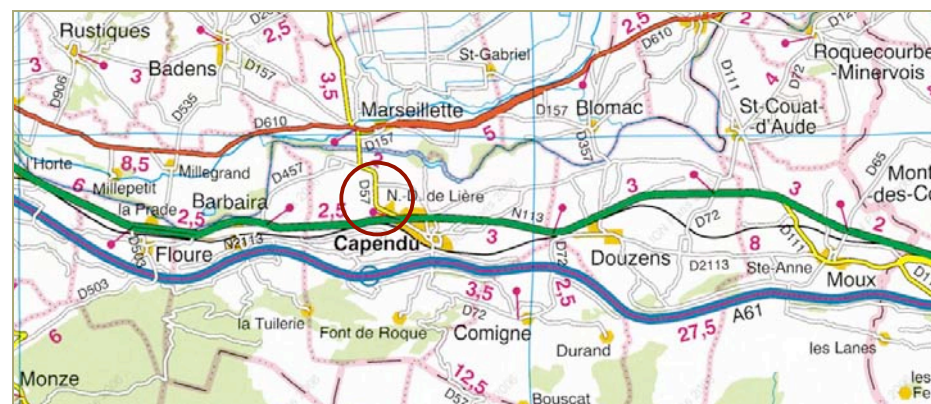 Rustiques
Badens
D157
3
3
D906
D535
2,5
3,5
St-Gabriel
D610
2
Roquecourbe
-Minervois
D111
4
D72
Marseillette
D610
D157
5
D157
Blomac
D357
St-Couat-
d'Aude
D65
l'Horte
8,5
Millegrand
Millepetit
6
la Prade
2,5
Barbaira
D457
2,5
D57
N.-D. de Lière
N113
3
3
D72
3
2
Floure
N2113
Capendu
3
Douzens
8
D2113
D111
Ste-Anne
Moux
D503
6
la Tuilerie
Font de Roque
3,5
D72
Comigne
2,5
Durand
27,5
A61
les Lanes
Monze
12,5
D57
Bouscat
les